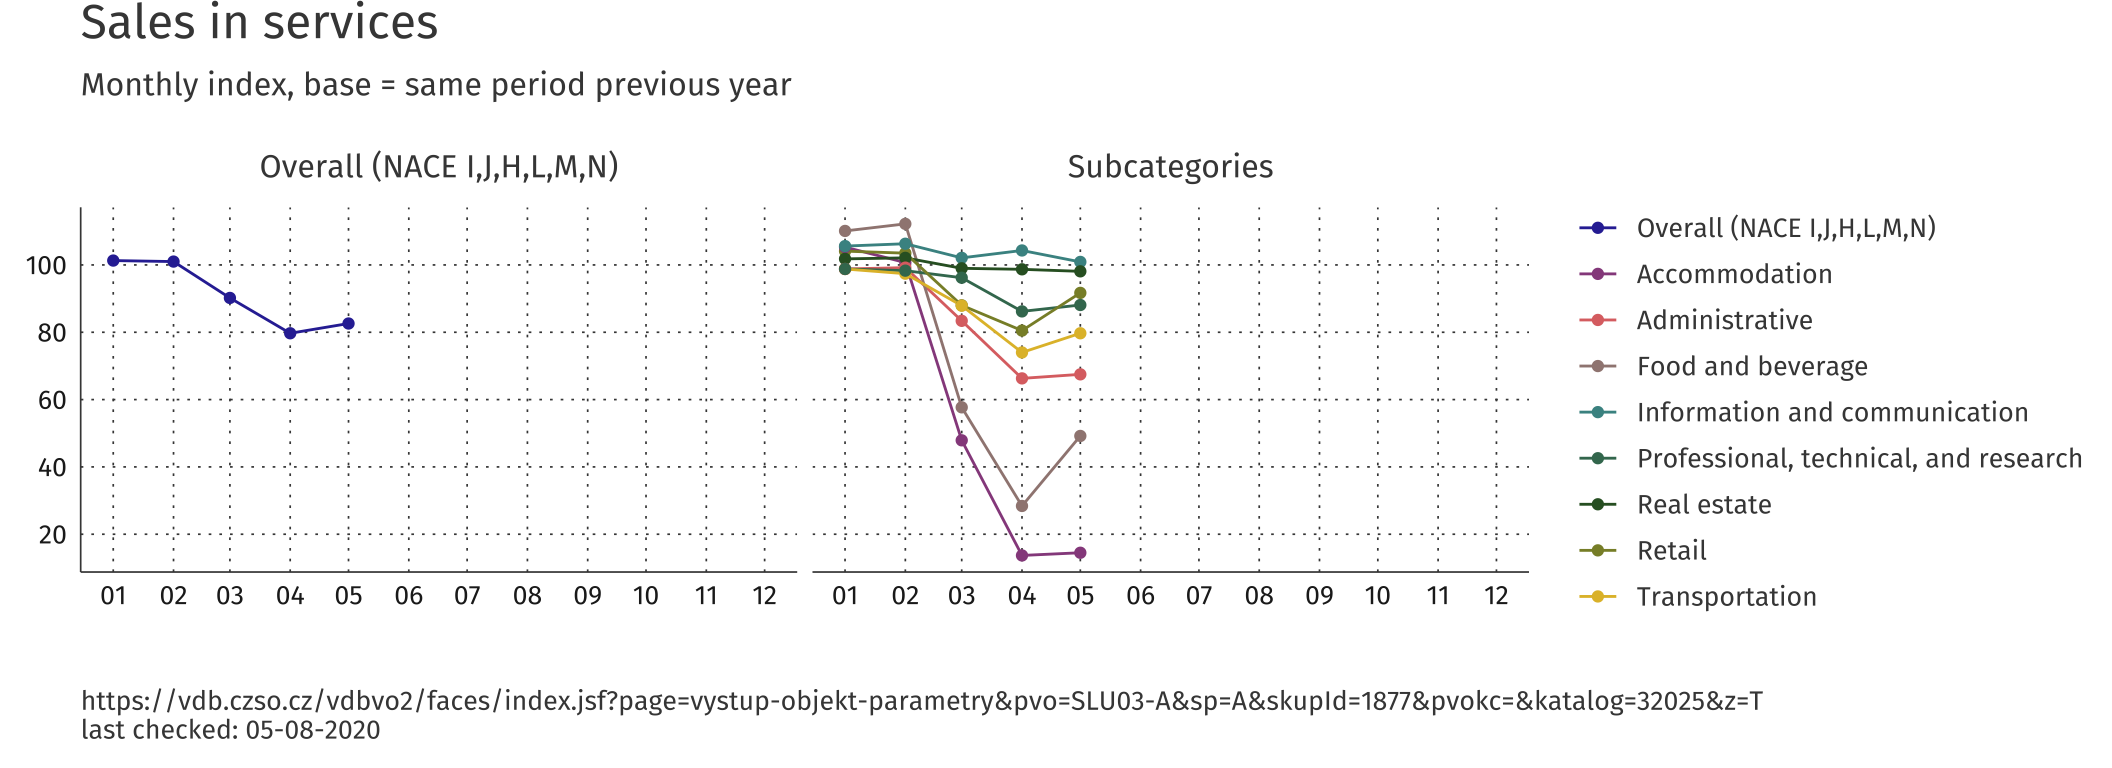 Sales in services
Monthly index, base = same period previous year
Overall (NACE I,J,H,L,M,N)
Subcategories
100
80
60
40
20
01 02 03 04 05 06 07 08 09 10 11 12
01 02 03 04 05 06 07 08 09 10 11 12
Overall (NACE I,J,H,L,M,N)
Accommodation
Administrative
Food and beverage
Information and communication
Professional, technical, and research
Real estate
Retail
Transportation
https://vdb.czso.cz/vdbvo2/faces/index.jsf?page=vystup-objekt-parametry&pvo=SLU03-A&sp=A&skupId=1877&pvokc=&katalog=32025&z=T
last checked: 05-08-2020